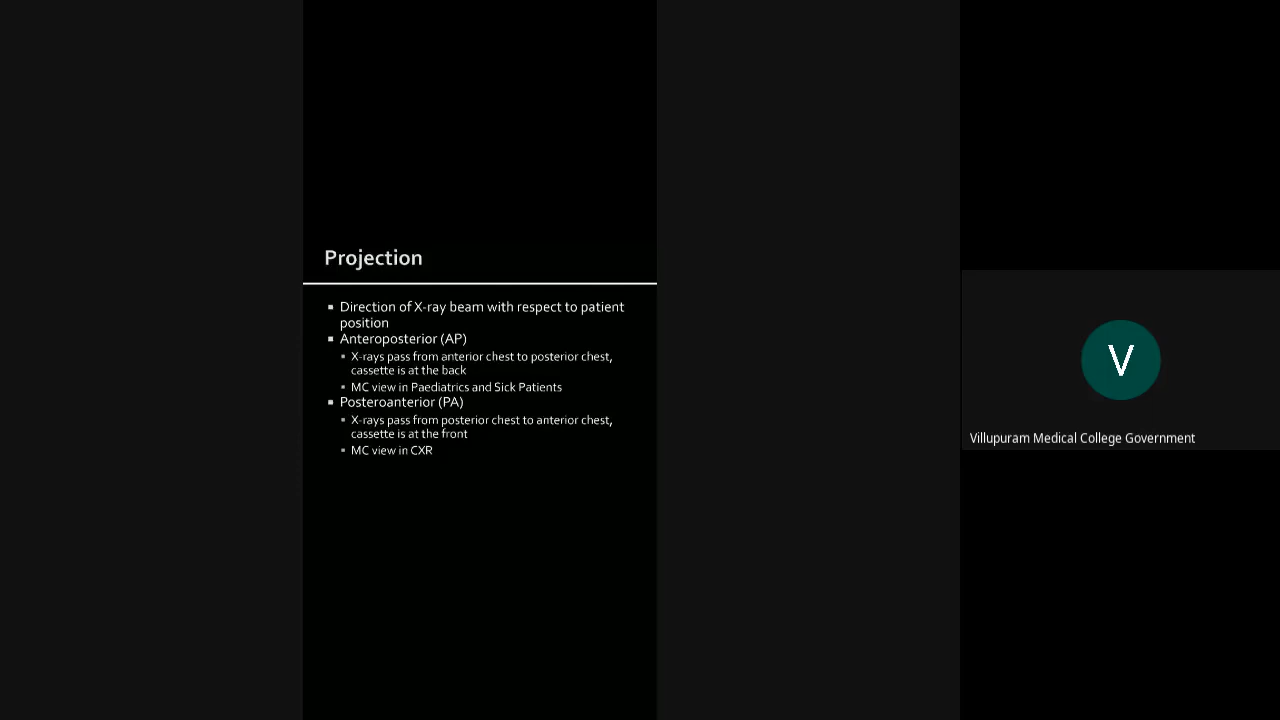 Projection
Direction of X-ray beam with respect to patient
position
Anteroposterior (AP)
X-rays pass from anterior chest to posterior chest,
cassette is at the back
MC view in Paediatrics and Sick Patients
Posteroanterior (PA)
X-rays pass from posterior chest to anterior chest,
cassette is at the front
MC view in CXR
V
Villupuram Medical College Government